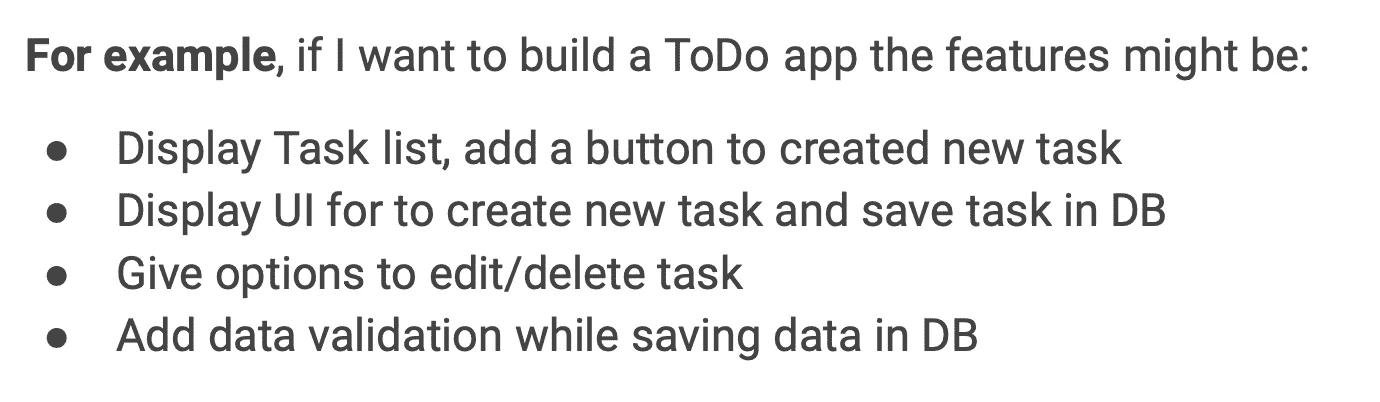 For example, if I want to build a ToDo app the features might be:
● Display Task list, add a button to created new task
● Display UI for to create new task and save task in DB
● Give options to edit/delete task
● Add data validation while saving data in DB